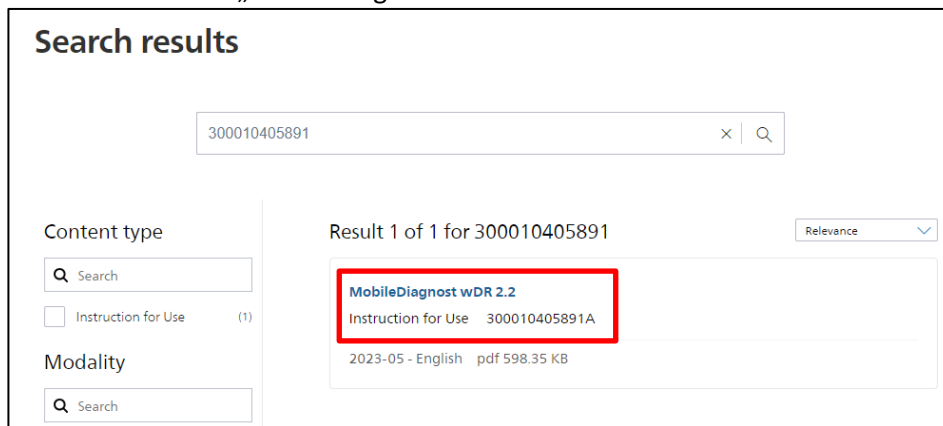 Search results
300010405891
Content type
Search
Instruction for Use (1)
Modality
Search
Result 1 of 1 for 300010405891
Relevance
MobileDiagnost wDR 2.2
Instruction for Use 300010405891A
2023-05 - English pdf 598.35 KB